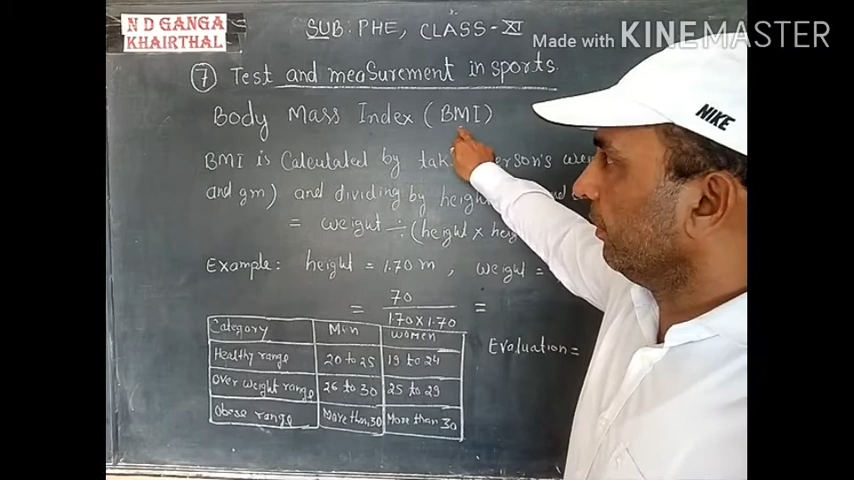 N D GANGA
KHAIRTHAL
SUB: PHE, CLASS-XI
Made with KINEMASTER
7 Test and measurement in sports.
Body Mass Index (BMI)
NIKE
BMI is Calculated by erson's
and gm) and dividing by
= weight ÷ (height x
Example: height = 1.70 m, weight =
= 70 / 1.70 x 1.70 =
Evaluation =
Category Men Women
Healthy range 20 to 25 19 to 24
Over weight range 26 to 30 25 to 29
Obese range More than 30 More than 30